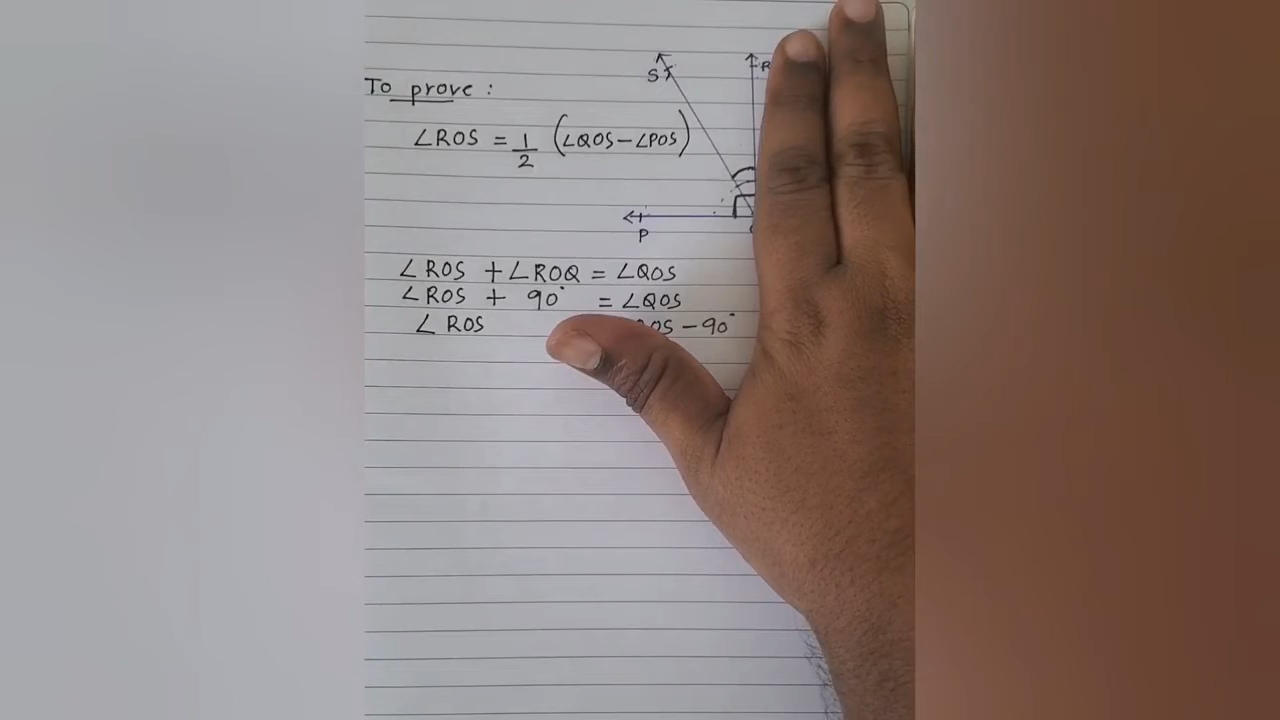 To prove :
∠ROS = 1/2 (∠QOS − ∠POS)
S
R
P
∠ROS + ∠ROQ = ∠QOS
∠ROS + 90° = ∠QOS
∠ROS OS − 90°